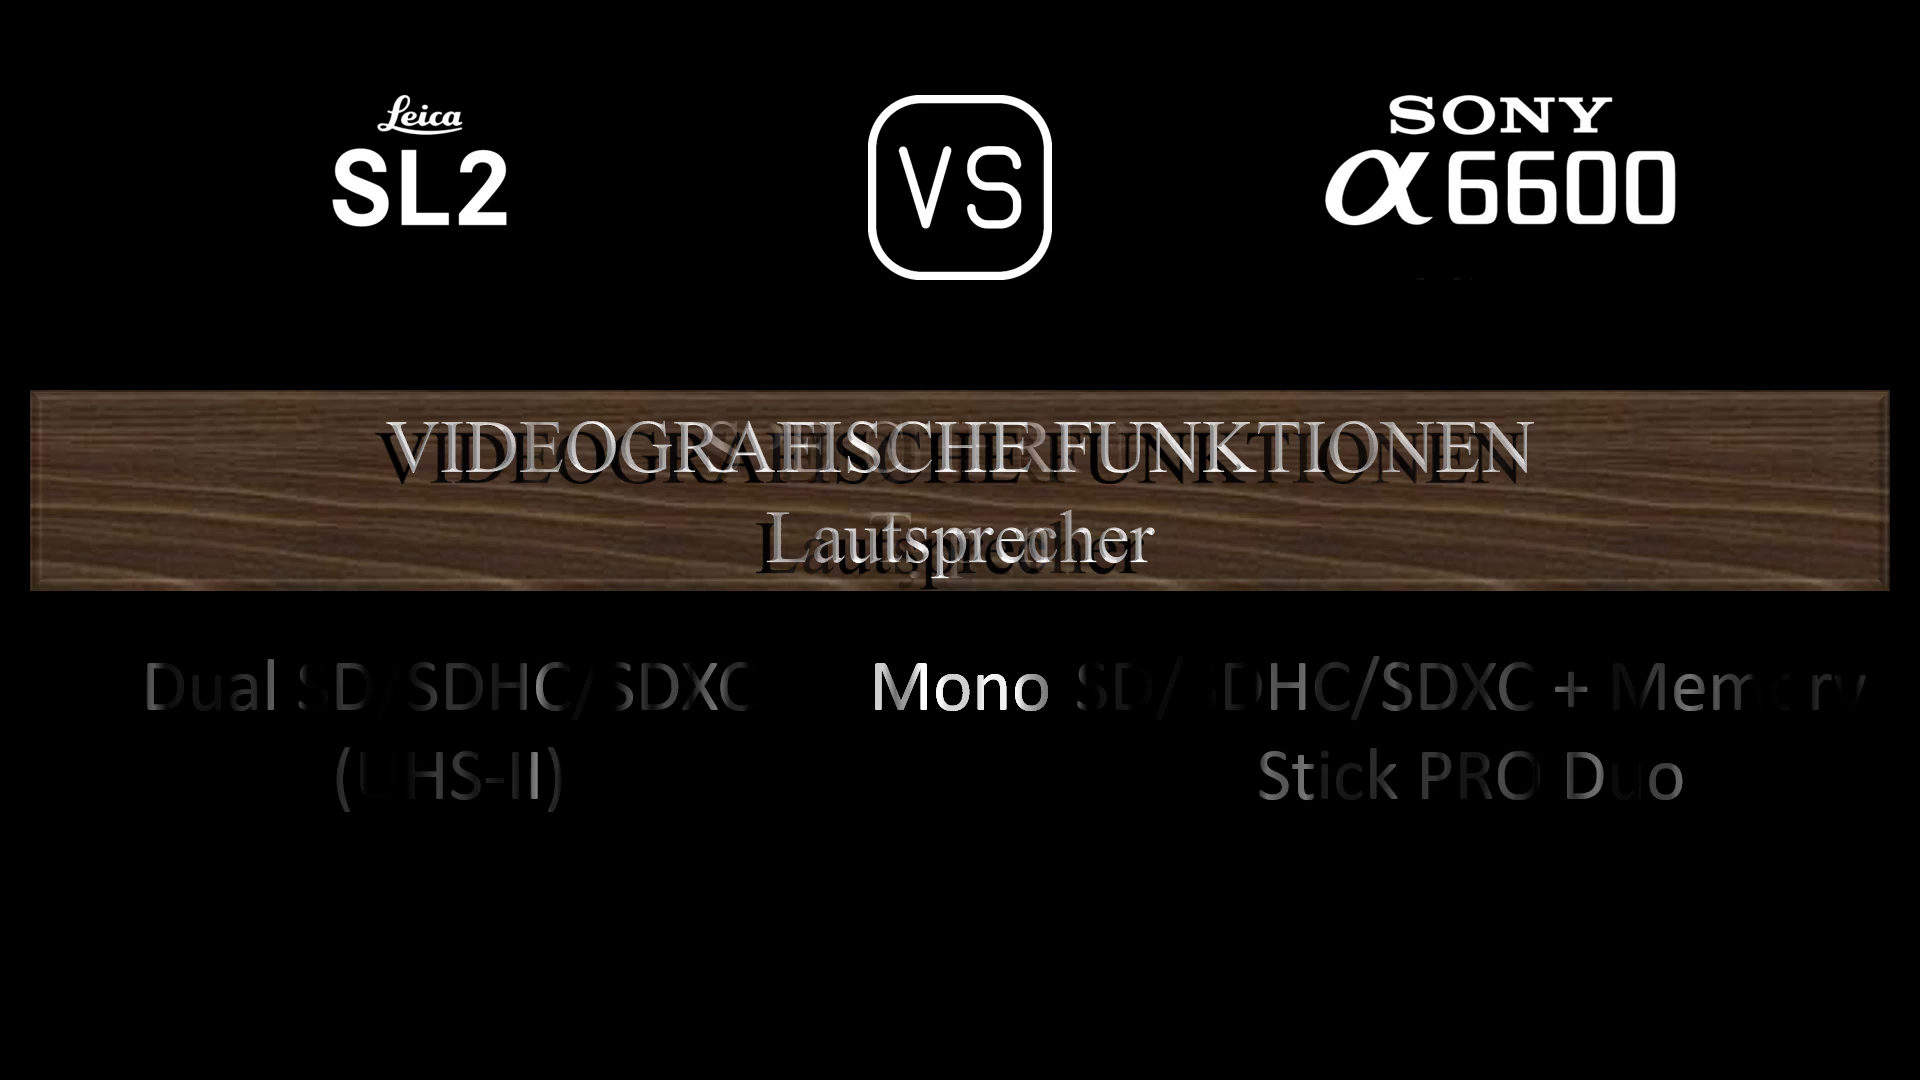 Leica
SL2
VS
SONY
α6600
VIDEOGRAFISCHE FUNKTIONEN
Lautsprecher
Dual SD/SDHC/SDXC
(UHS-II)
Mono
SD/SDHC/SDXC + Memory
Stick PRO Duo